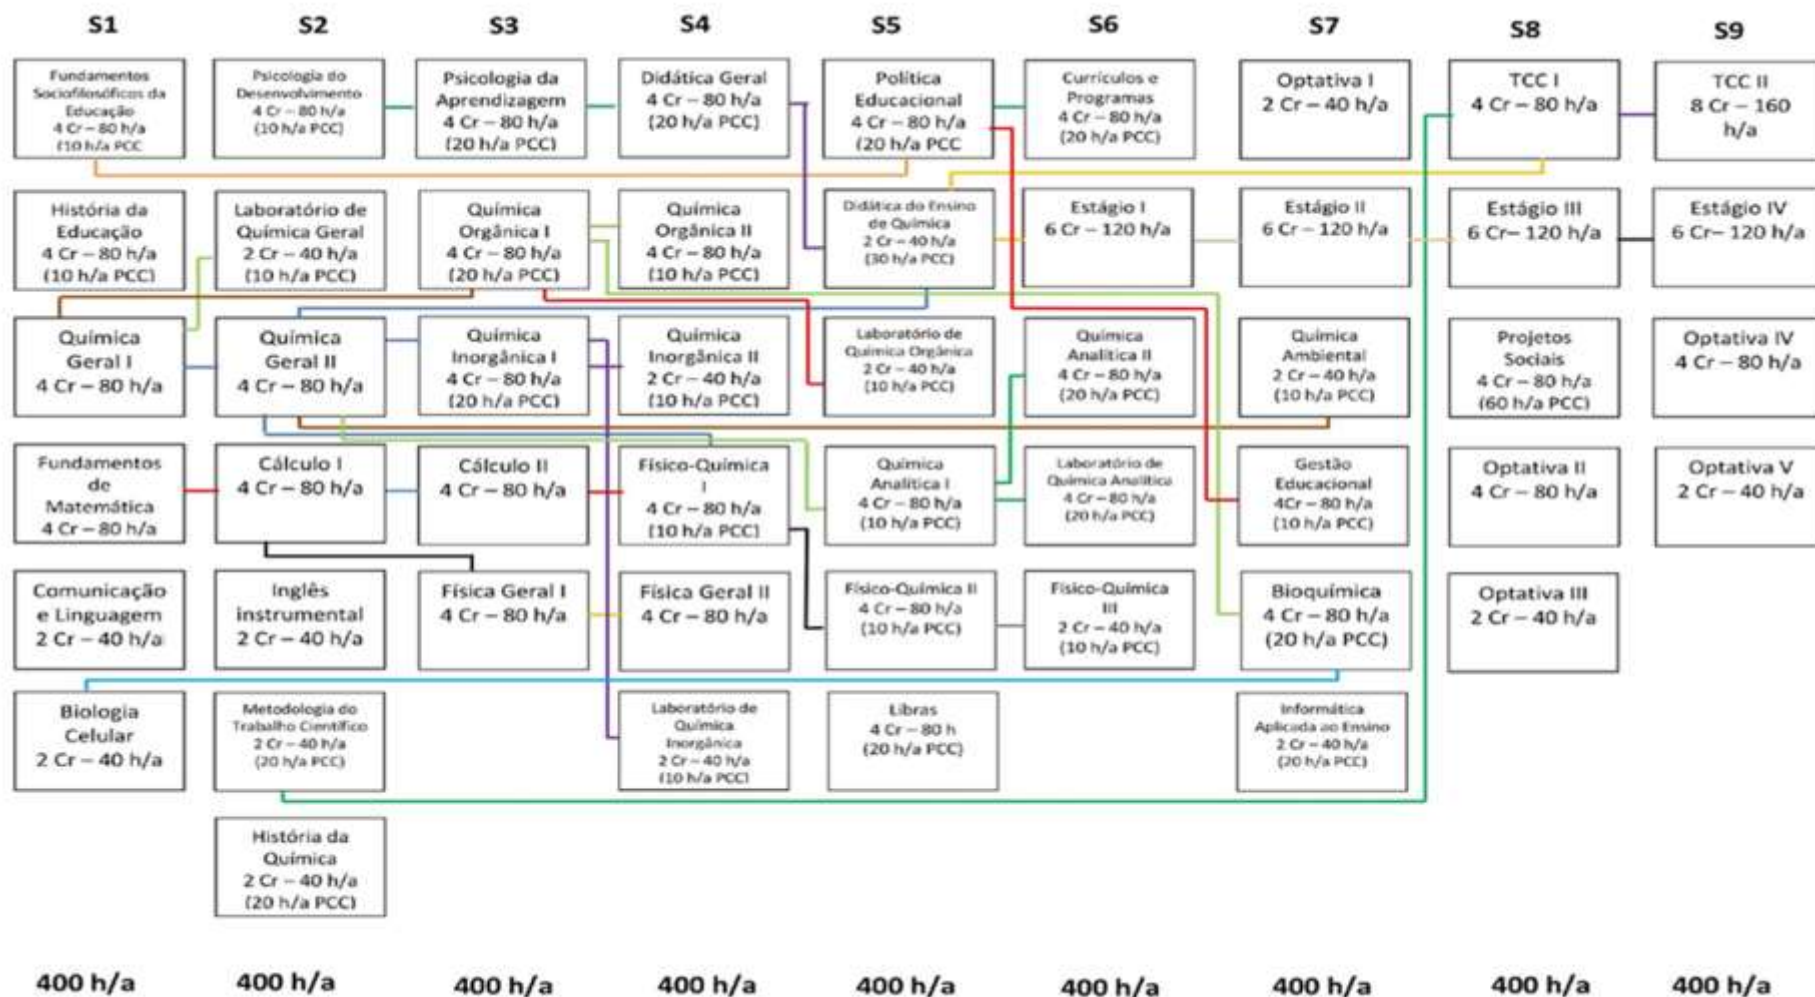 S1
S2
S3
S4
S5
S6
S7
S8
S9
Fundamentos
Sociofilosóficos da
Educação
4 Cr – 80 h/a
(10 h/a PCC
Psicologia do
Desenvolvimento
4 Cr – 80 h/a
(10 h/a PCC)
Psicologia da
Aprendizagem
4 Cr – 80 h/a
(20 h/a PCC)
Didática Geral
4 Cr – 80 h/a
(20 h/a PCC)
Política
Educacional
4 Cr – 80 h/a
(20 h/a PCC
Currículos e
Programas
4 Cr – 80 h/a
(20 h/a PCC)
Optativa I
2 Cr – 40 h/a
TCC I
4 Cr – 80 h/a
TCC II
8 Cr – 160
h/a
História da
Educação
4 Cr – 80 h/a
(10 h/a PCC)
Laboratório de
Química Geral
2 Cr – 40 h/a
(10 h/a PCC)
Química
Orgânica I
4 Cr – 80 h/a
(20 h/a PCC)
Química
Orgânica II
4 Cr – 80 h/a
(10 h/a PCC)
Didática do Ensino
de Química
2 Cr – 40 h/a
(30 h/a PCC)
Estágio I
6 Cr – 120 h/a
Estágio II
6 Cr – 120 h/a
Estágio III
6 Cr– 120 h/a
Estágio IV
6 Cr– 120 h/a
Química
Geral I
4 Cr – 80 h/a
Química
Geral II
4 Cr – 80 h/a
Química
Inorgânica I
4 Cr – 80 h/a
(20 h/a PCC)
Química
Inorgânica II
2 Cr – 40 h/a
(10 h/a PCC)
Laboratório de
Química Orgânica
2 Cr – 40 h/a
(10 h/a PCC)
Química
Analítica II
4 Cr – 80 h/a
(20 h/a PCC)
Química
Ambiental
2 Cr – 40 h/a
(10 h/a PCC)
Projetos
Sociais
4 Cr – 80 h/a
(60 h/a PCC)
Optativa IV
4 Cr – 80 h/a
Fundamentos
de
Matemática
4 Cr – 80 h/a
Cálculo I
4 Cr – 80 h/a
Cálculo II
4 Cr – 80 h/a
Físico-Química
I
4 Cr – 80 h/a
(10 h/a PCC)
Química
Analítica I
4 Cr – 80 h/a
(10 h/a PCC)
Laboratório de
Química Analítica
4 Cr – 80 h/a
(20 h/a PCC)
Gestão
Educacional
4Cr – 80 h/a
(10 h/a PCC)
Optativa II
4 Cr – 80 h/a
Optativa V
2 Cr – 40 h/a
Comunicação
e Linguagem
2 Cr – 40 h/a
Inglês
instrumental
2 Cr – 40 h/a
Física Geral I
4 Cr – 80 h/a
Física Geral II
4 Cr – 80 h/a
Físico-Química II
4 Cr – 80 h/a
(10 h/a PCC)
Físico-Química
III
2 Cr – 40 h/a
(10 h/a PCC)
Bioquímica
4 Cr – 80 h/a
(20 h/a PCC)
Optativa III
2 Cr – 40 h/a
Biologia
Celular
2 Cr – 40 h/a
Metodologia do
Trabalho Científico
2 Cr – 40 h/a
(20 h/a PCC)
Laboratório de
Química
Inorgânica
2 Cr – 40 h/a
(10 h/a PCC)
Libras
4 Cr – 80 h
(20 h/a PCC)
Informática
Aplicada ao Ensino
2 Cr – 40 h/a
(20 h/a PCC)
História da
Química
2 Cr – 40 h/a
(20 h/a PCC)
400 h/a
400 h/a
400 h/a
400 h/a
400 h/a
400 h/a
400 h/a
400 h/a
400 h/a